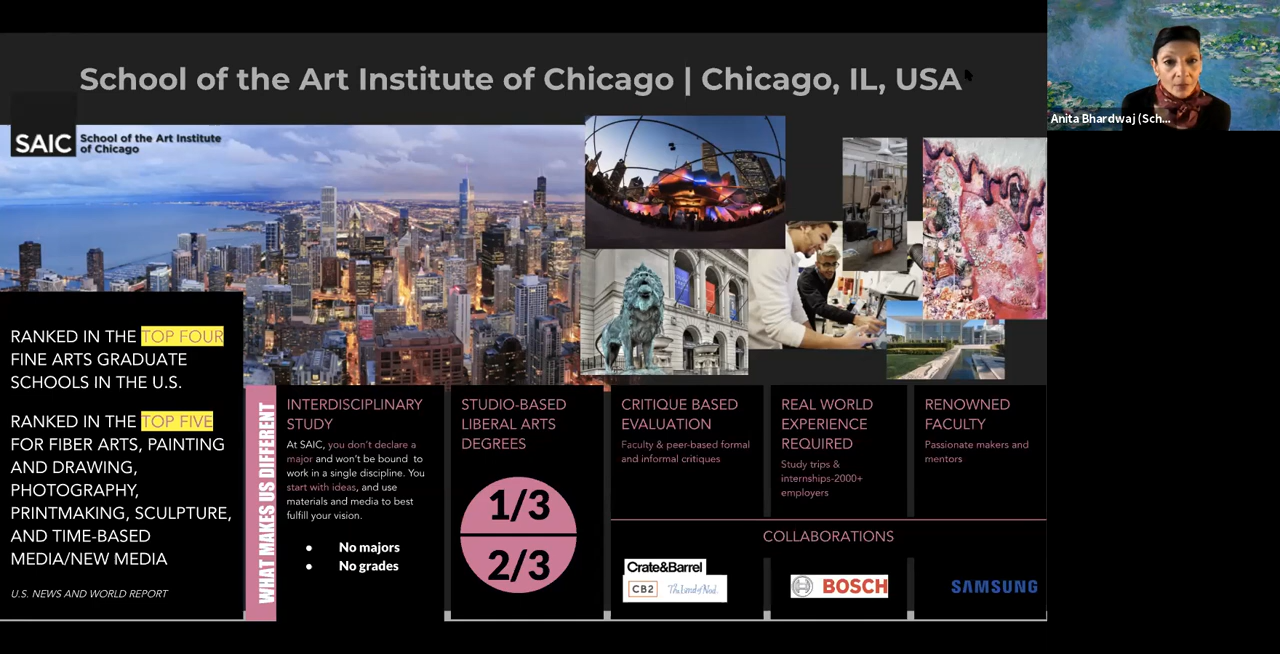 School of the Art Institute of Chicago | Chicago, IL, USA
Anita Bhardwaj (Sch...
SAIC School of the Art Institute
of Chicago
RANKED IN THE TOP FOUR
FINE ARTS GRADUATE
SCHOOLS IN THE U.S.
RANKED IN THE TOP FIVE
FOR FIBER ARTS, PAINTING
AND DRAWING,
PHOTOGRAPHY,
PRINTMAKING, SCULPTURE,
AND TIME-BASED
MEDIA/NEW MEDIA
U.S. NEWS AND WORLD REPORT
WHAT MAKES US DIFFERENT
INTERDISCIPLINARY
STUDY
At SAIC, you don't declare a
major and won't be bound to
work in a single discipline. You
start with ideas, and use
materials and media to best
fulfill your vision.
• No majors
• No grades
STUDIO-BASED
LIBERAL ARTS
DEGREES
1/3
2/3
CRITIQUE BASED
EVALUATION
Faculty & peer-based formal
and informal critiques
REAL WORLD
EXPERIENCE
REQUIRED
Study trips &
internships-2000+
employers
RENOWNED
FACULTY
Passionate makers and
mentors
COLLABORATIONS
Crate&Barrel
CB2 The Land of Nod.
BOSCH
SAMSUNG